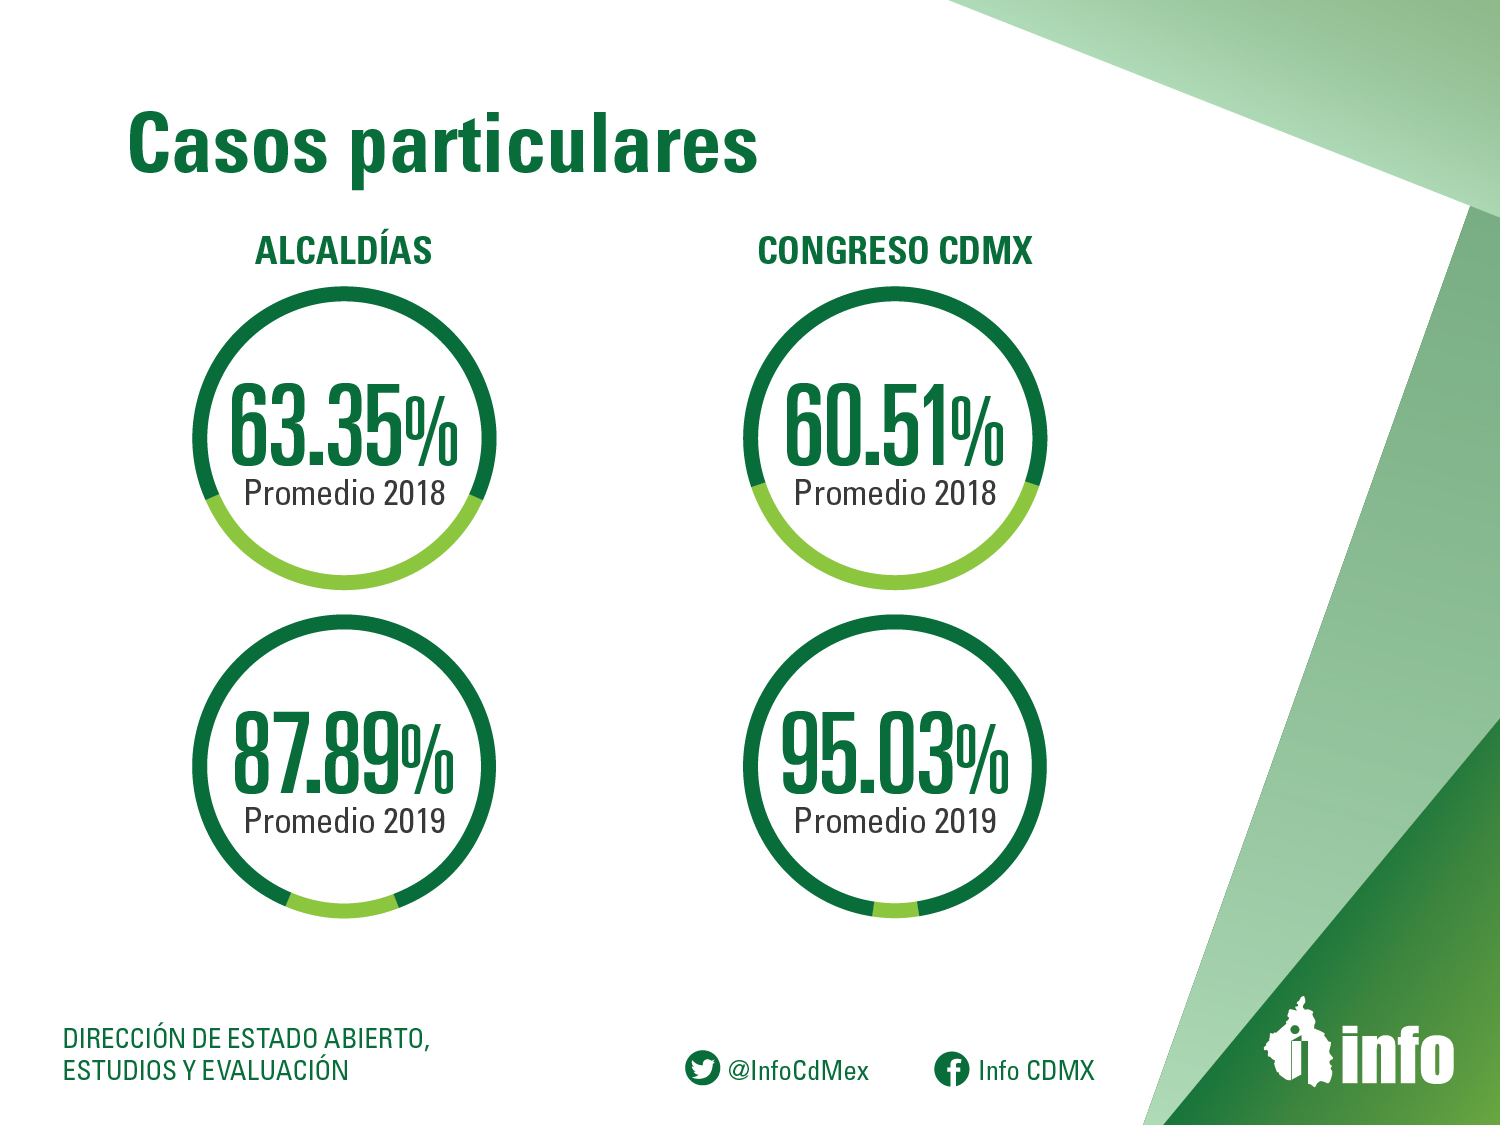 Casos particulares
ALCALDÍAS
63.35%
Promedio 2018
87.89%
Promedio 2019
CONGRESO CDMX
60.51%
Promedio 2018
95.03%
Promedio 2019
DIRECCIÓN DE ESTADO ABIERTO,
ESTUDIOS Y EVALUACIÓN
@InfoCdMex
Info CDMX
info